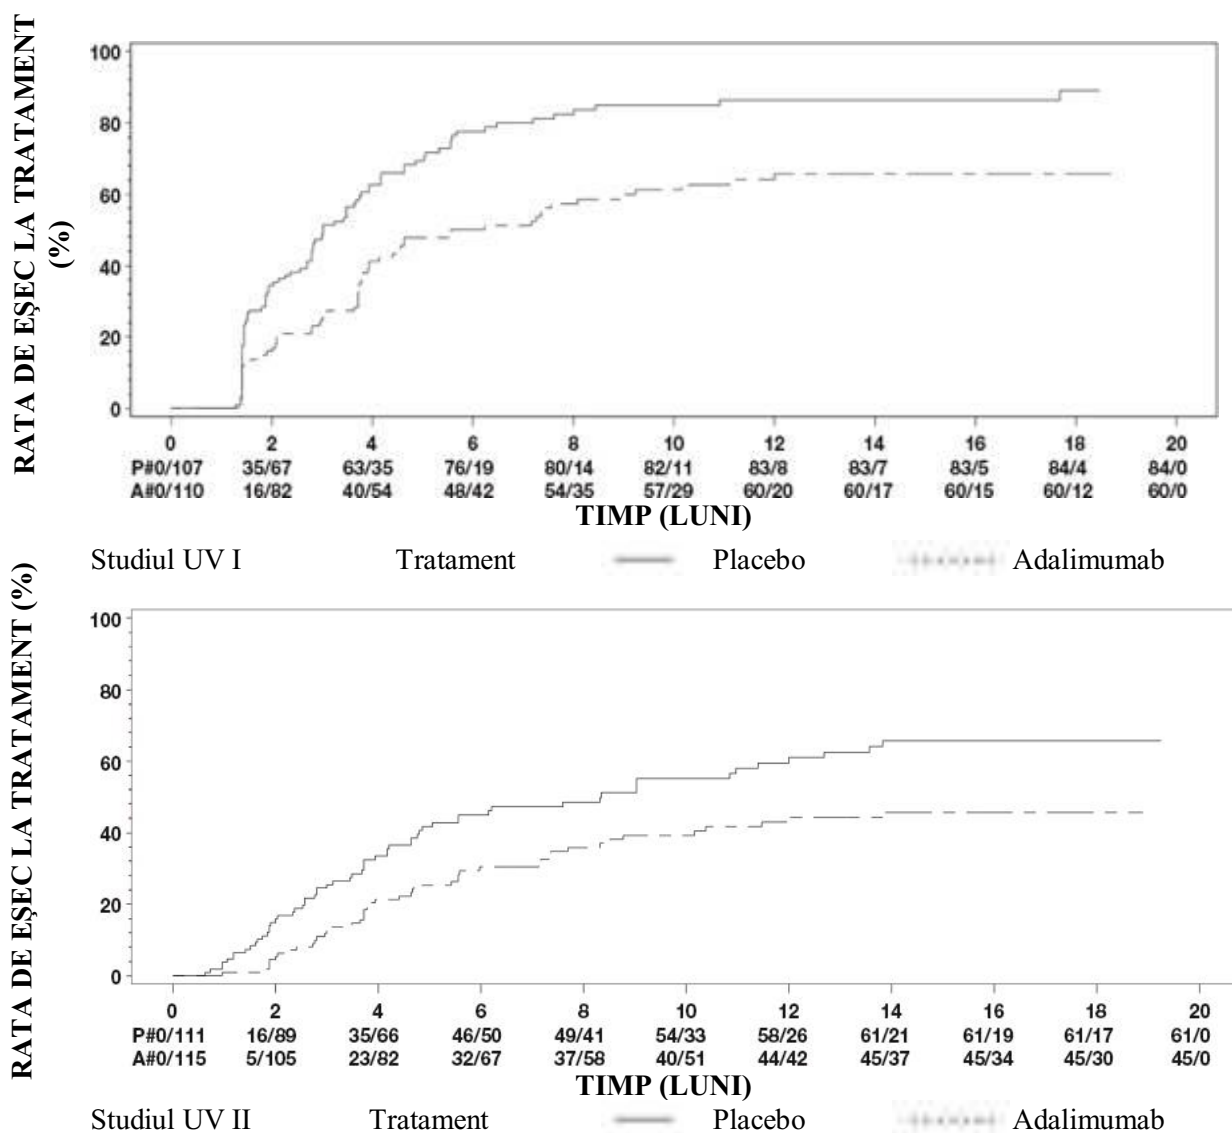 RATA DE EŞEC LA TRATAMENT
(%)
100
80
60
40
20
0
0 2 4 6 8 10 12 14 16 18 20
P#0/107 35/67 63/35 76/19 80/14 82/11 83/8 83/7 83/5 84/4 84/0
A#0/110 16/82 40/54 48/42 54/35 57/29 60/20 60/17 60/15 60/12 60/0
TIMP (LUNI)
Studiul UV I Tratament Placebo Adalimumab
RATA DE EŞEC LA TRATAMENT (%)
100
80
60
40
20
0
0 2 4 6 8 10 12 14 16 18 20
P#0/111 16/89 35/66 46/50 49/41 54/33 58/26 61/21 61/19 61/17 61/0
A#0/115 5/105 23/82 32/67 37/58 40/51 44/42 45/37 45/34 45/30 45/0
TIMP (LUNI)
Studiul UV II Tratament Placebo Adalimumab